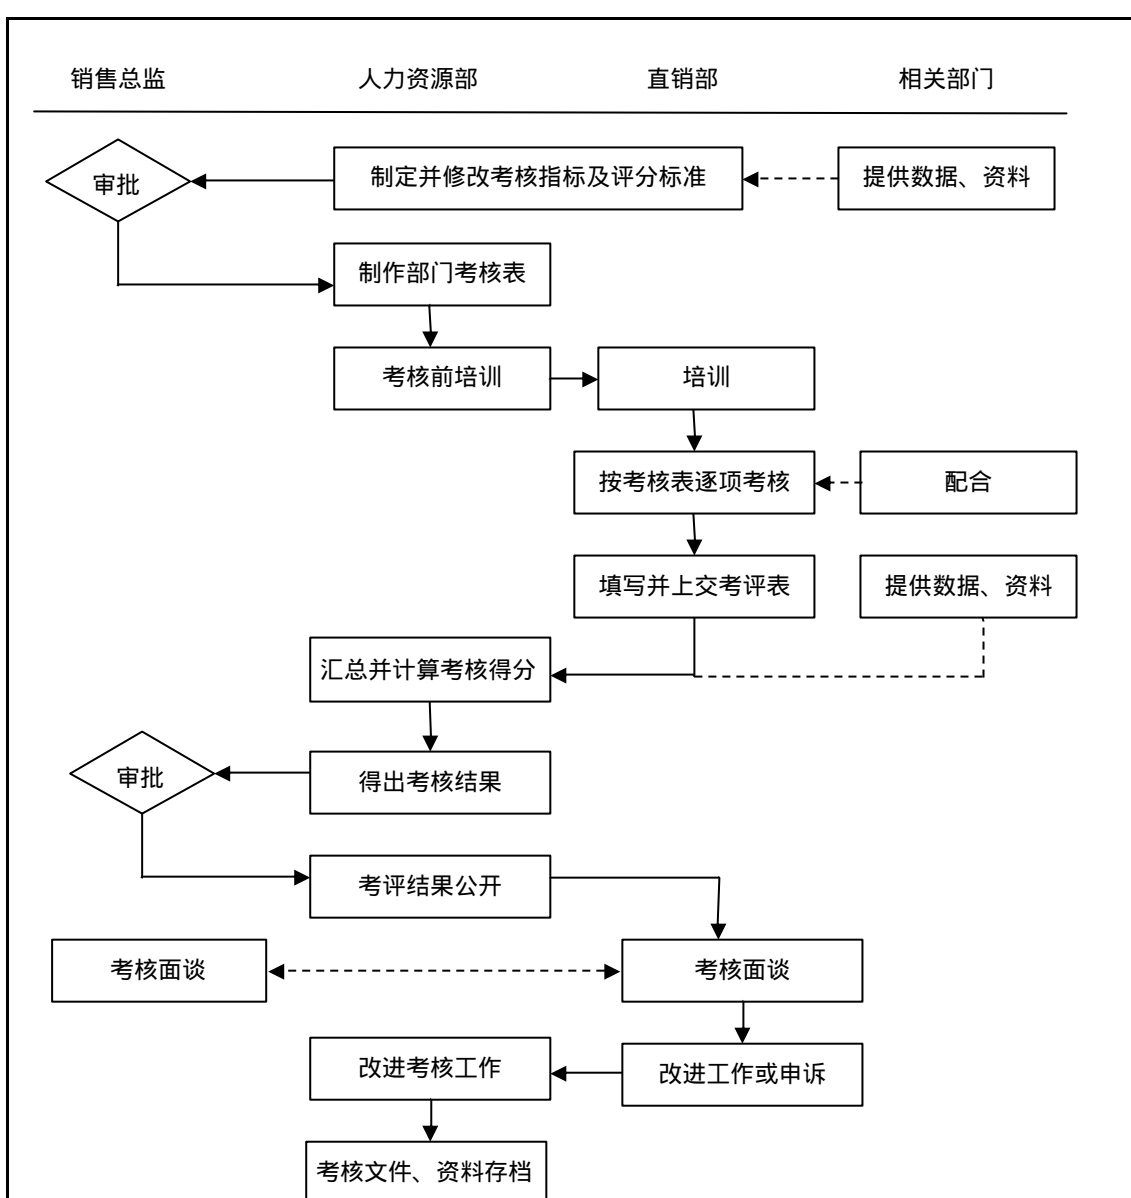 销售总监 人力资源部 直销部 相关部门
审批 制定并修改考核指标及评分标准 提供数据、资料
制作部门考核表
考核前培训 培训
按考核表逐项考核 配合
填写并上交考评表 提供数据、资料
汇总并计算考核得分
审批 得出考核结果
考评结果公开
考核面谈 考核面谈
改进考核工作 改进工作或申诉
考核文件、资料存档